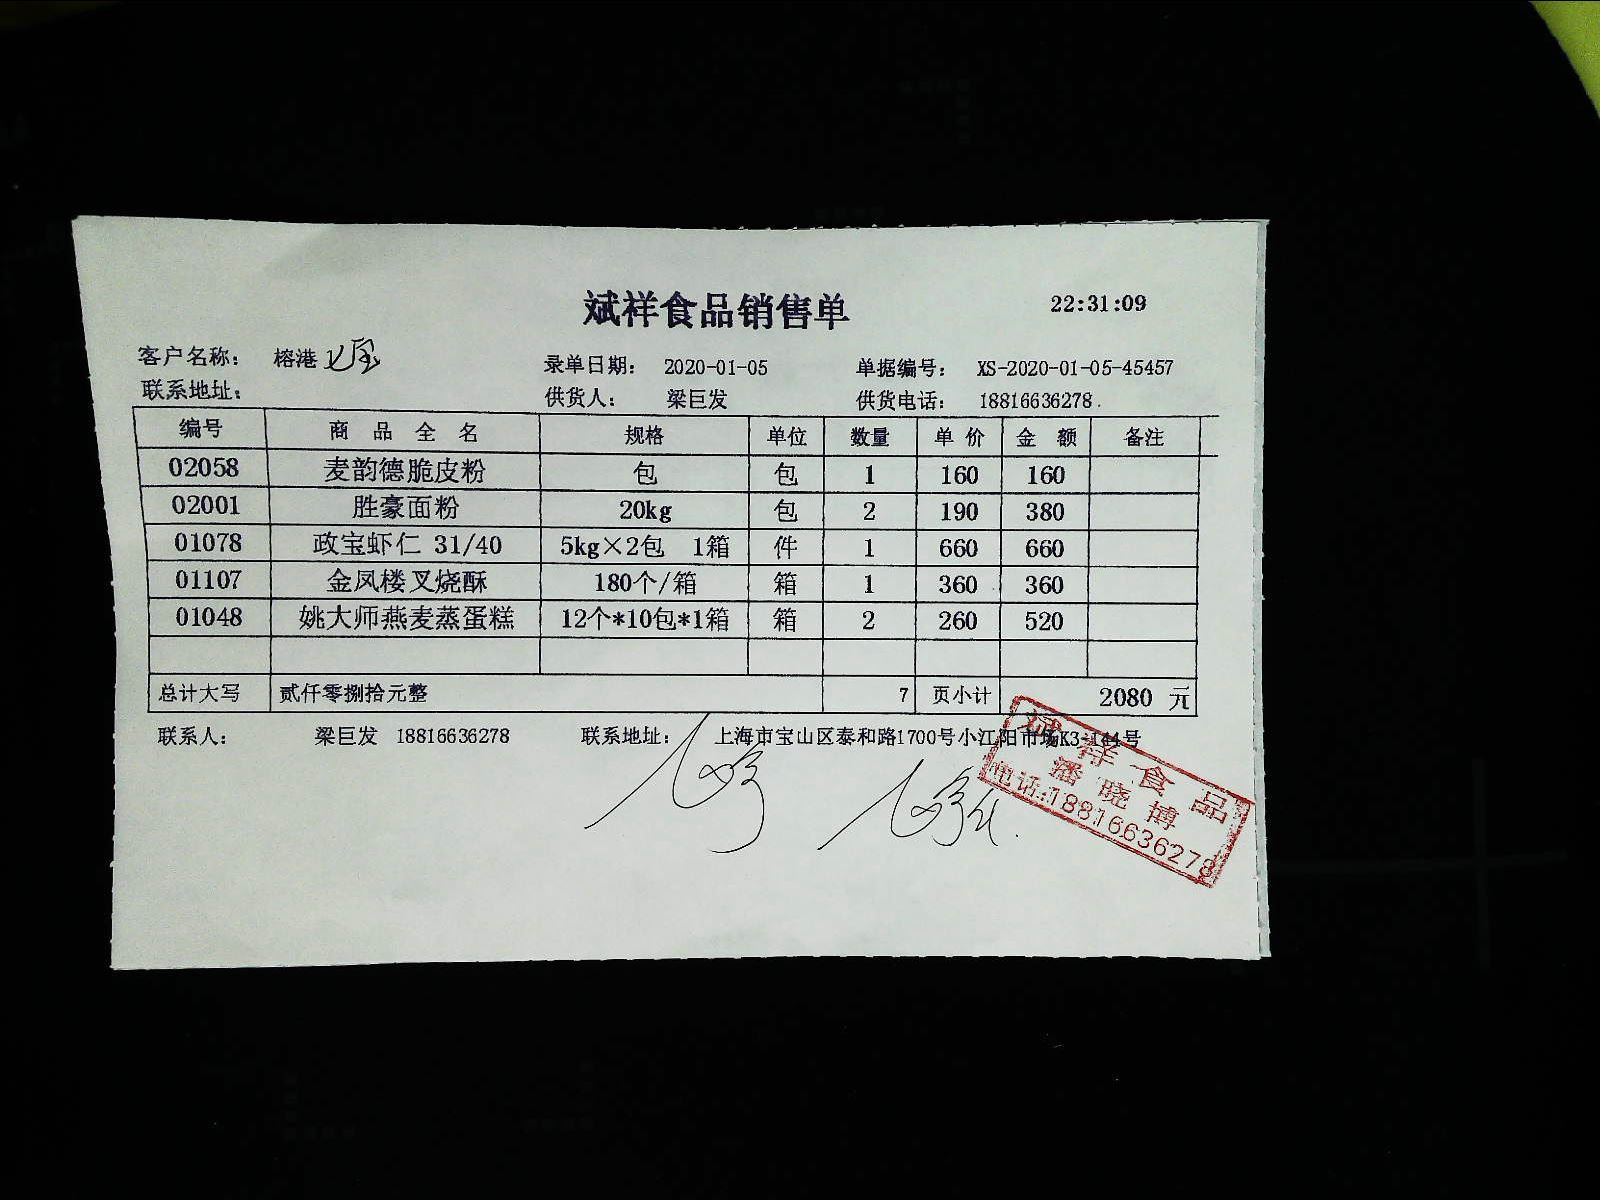 斌祥食品销售单 22:31:09
客户名称： 榕港 七宝 录单日期： 2020-01-05 单据编号： XS-2020-01-05-45457
联系地址： 供货人： 梁巨发 供货电话： 18816636278.
编号 商品全名 规格 单位 数量 单价 金额 备注
02058 麦韵德脆皮粉 包 包 1 160 160
02001 胜豪面粉 20kg 包 2 190 380
01078 政宝虾仁 31/40 5kg×2包 1箱 件 1 660 660
01107 金凤楼叉烧酥 180个/箱 箱 1 360 360
01048 姚大师燕麦蒸蛋糕 12个*10包*1箱 箱 2 260 520
总计大写 贰仟零捌拾元整 7 页小计 2080 元
联系人： 梁巨发 18816636278 联系地址： 上海市宝山区泰和路1700号小江阳市场K3-144号
斌祥食品
潘晓博
电话:18816636278